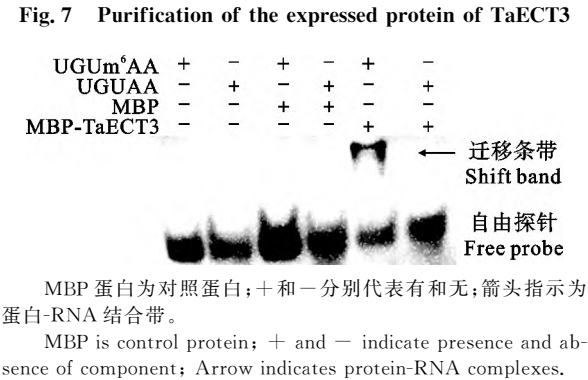 Fig. 7 Purification of the expressed protein of TaECT3
UGUm⁶AA + − + − + −
UGUAA − + − + − +
MBP − − + + − −
MBP-TaECT3 − − − − + +
迁移条带
Shift band
自由探针
Free probe
MBP 蛋白为对照蛋白;+和−分别代表有和无;箭头指示为
蛋白-RNA 结合带。
MBP is control protein; + and − indicate presence and ab-
sence of component; Arrow indicates protein-RNA complexes.